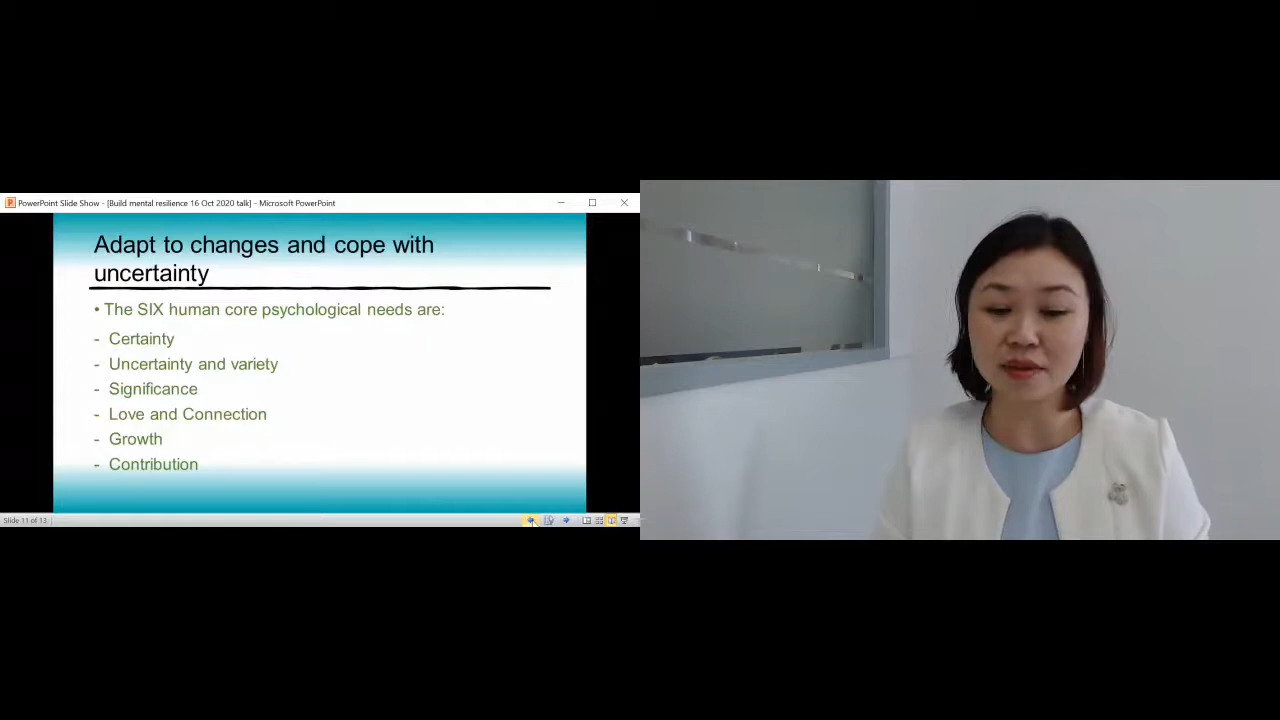 PowerPoint Slide Show - [Build mental resilience 16 Oct 2020 talk] - Microsoft PowerPoint
Adapt to changes and cope with
uncertainty
• The SIX human core psychological needs are:
- Certainty
- Uncertainty and variety
- Significance
- Love and Connection
- Growth
- Contribution
Slide 11 of 13